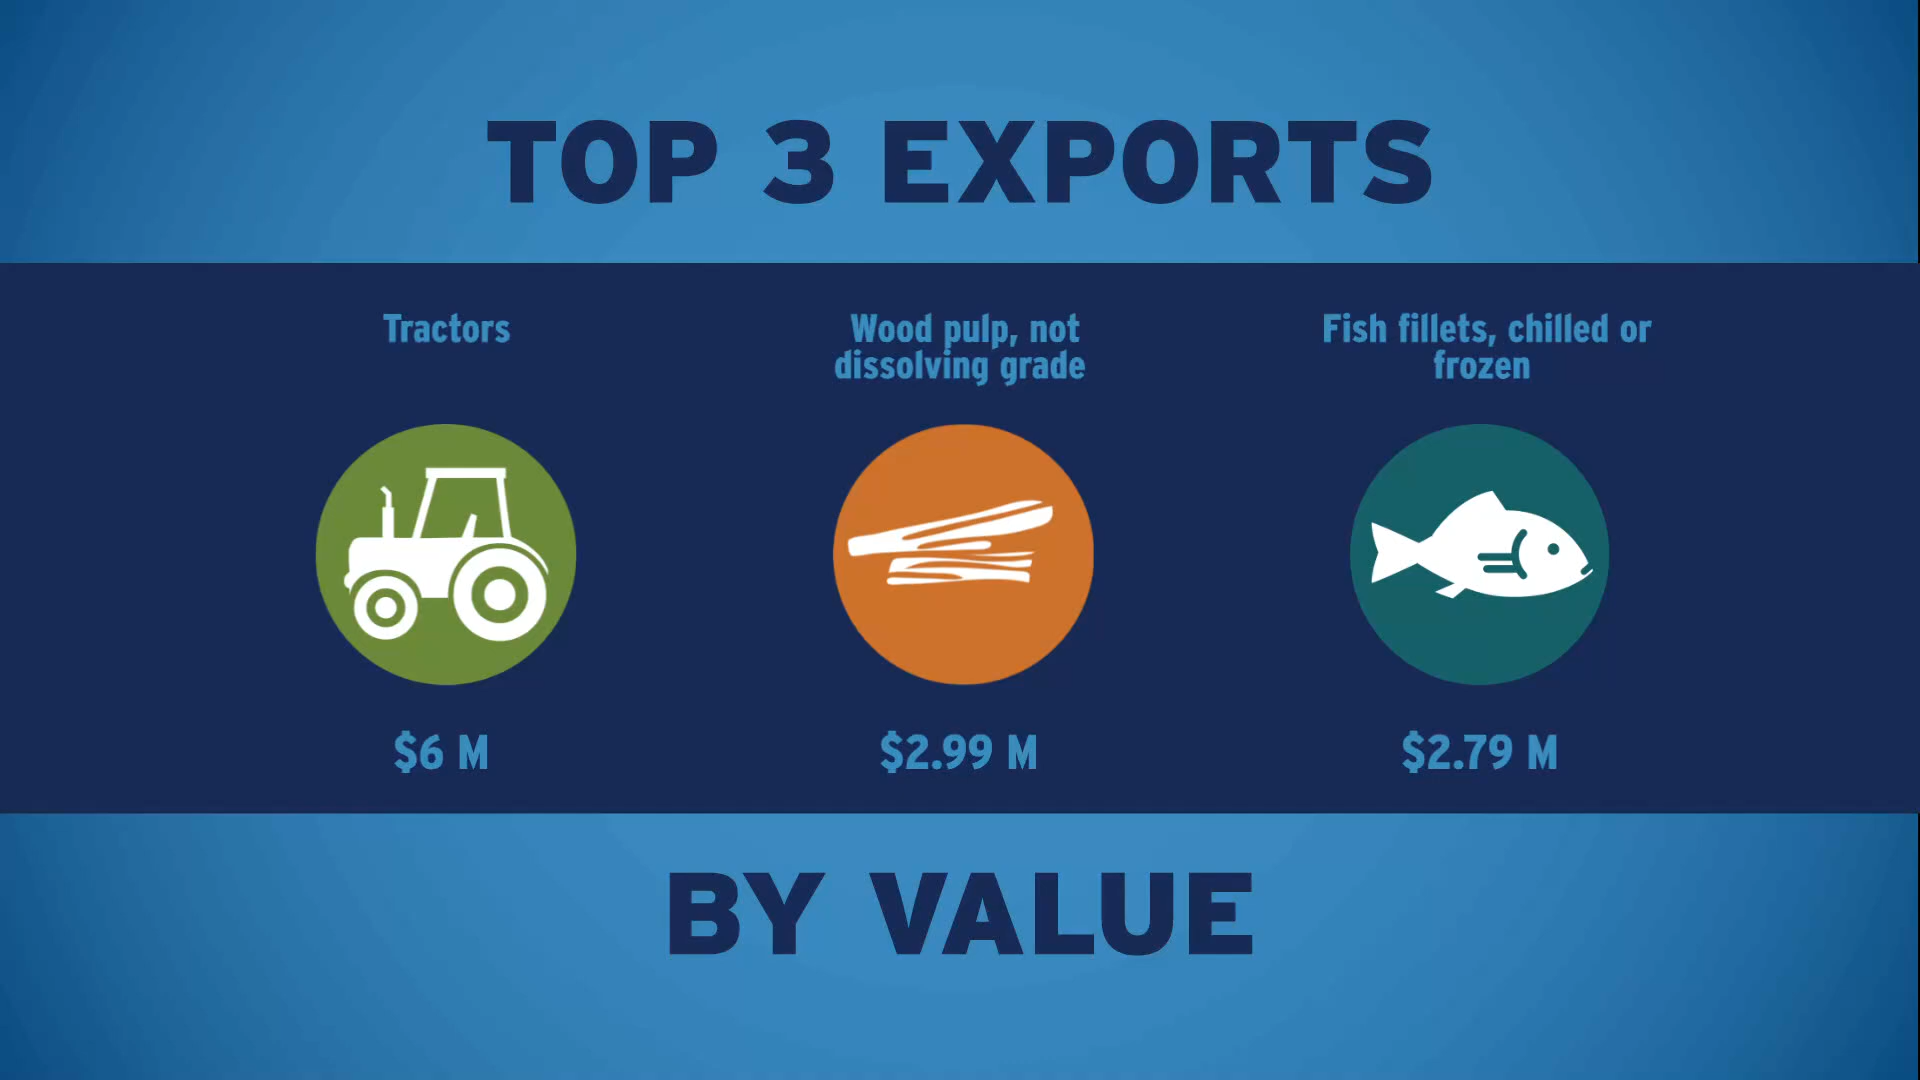 TOP 3 EXPORTS
Tractors
Wood pulp, not
dissolving grade
Fish fillets, chilled or
frozen
$6 M
$2.99 M
$2.79 M
BY VALUE